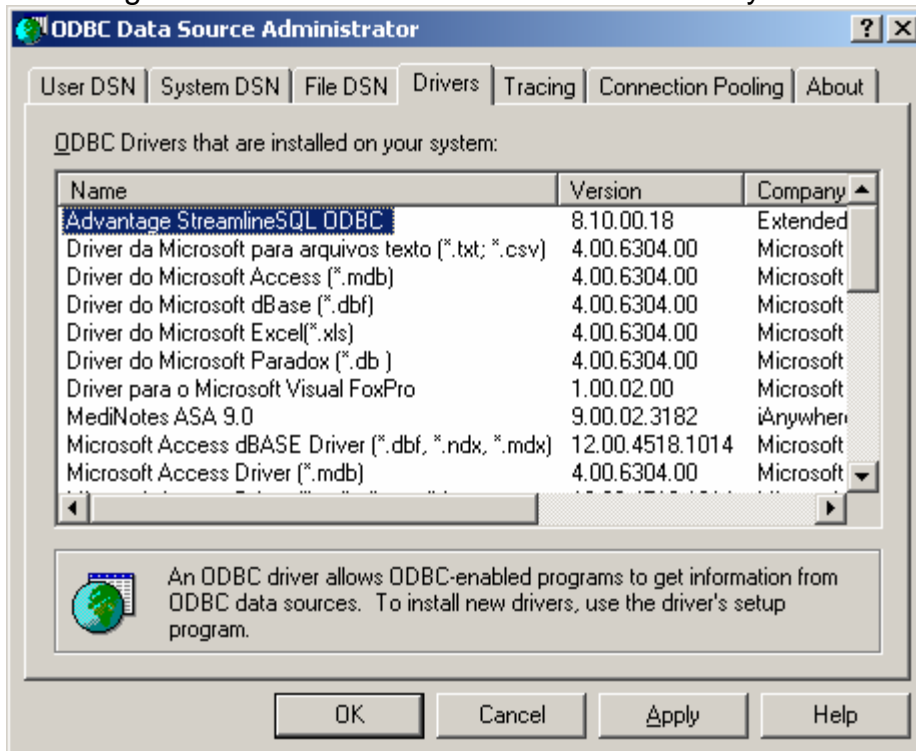 ODBC Data Source Administrator
User DSN System DSN File DSN Drivers Tracing Connection Pooling About
ODBC Drivers that are installed on your system:
Name Version Company
Advantage StreamlineSQL ODBC 8.10.00.18 Extended
Driver da Microsoft para arquivos texto (*.txt; *.csv) 4.00.6304.00 Microsoft
Driver do Microsoft Access (*.mdb) 4.00.6304.00 Microsoft
Driver do Microsoft dBase (*.dbf) 4.00.6304.00 Microsoft
Driver do Microsoft Excel(*.xls) 4.00.6304.00 Microsoft
Driver do Microsoft Paradox (*.db ) 4.00.6304.00 Microsoft
Driver para o Microsoft Visual FoxPro 1.00.02.00 Microsoft
MediNotes ASA 9.0 9.00.02.3182 iAnywher
Microsoft Access dBASE Driver (*.dbf, *.ndx, *.mdx) 12.00.4518.1014 Microsoft
Microsoft Access Driver (*.mdb) 4.00.6304.00 Microsoft
An ODBC driver allows ODBC-enabled programs to get information from
ODBC data sources. To install new drivers, use the driver's setup
program.
OK Cancel Apply Help